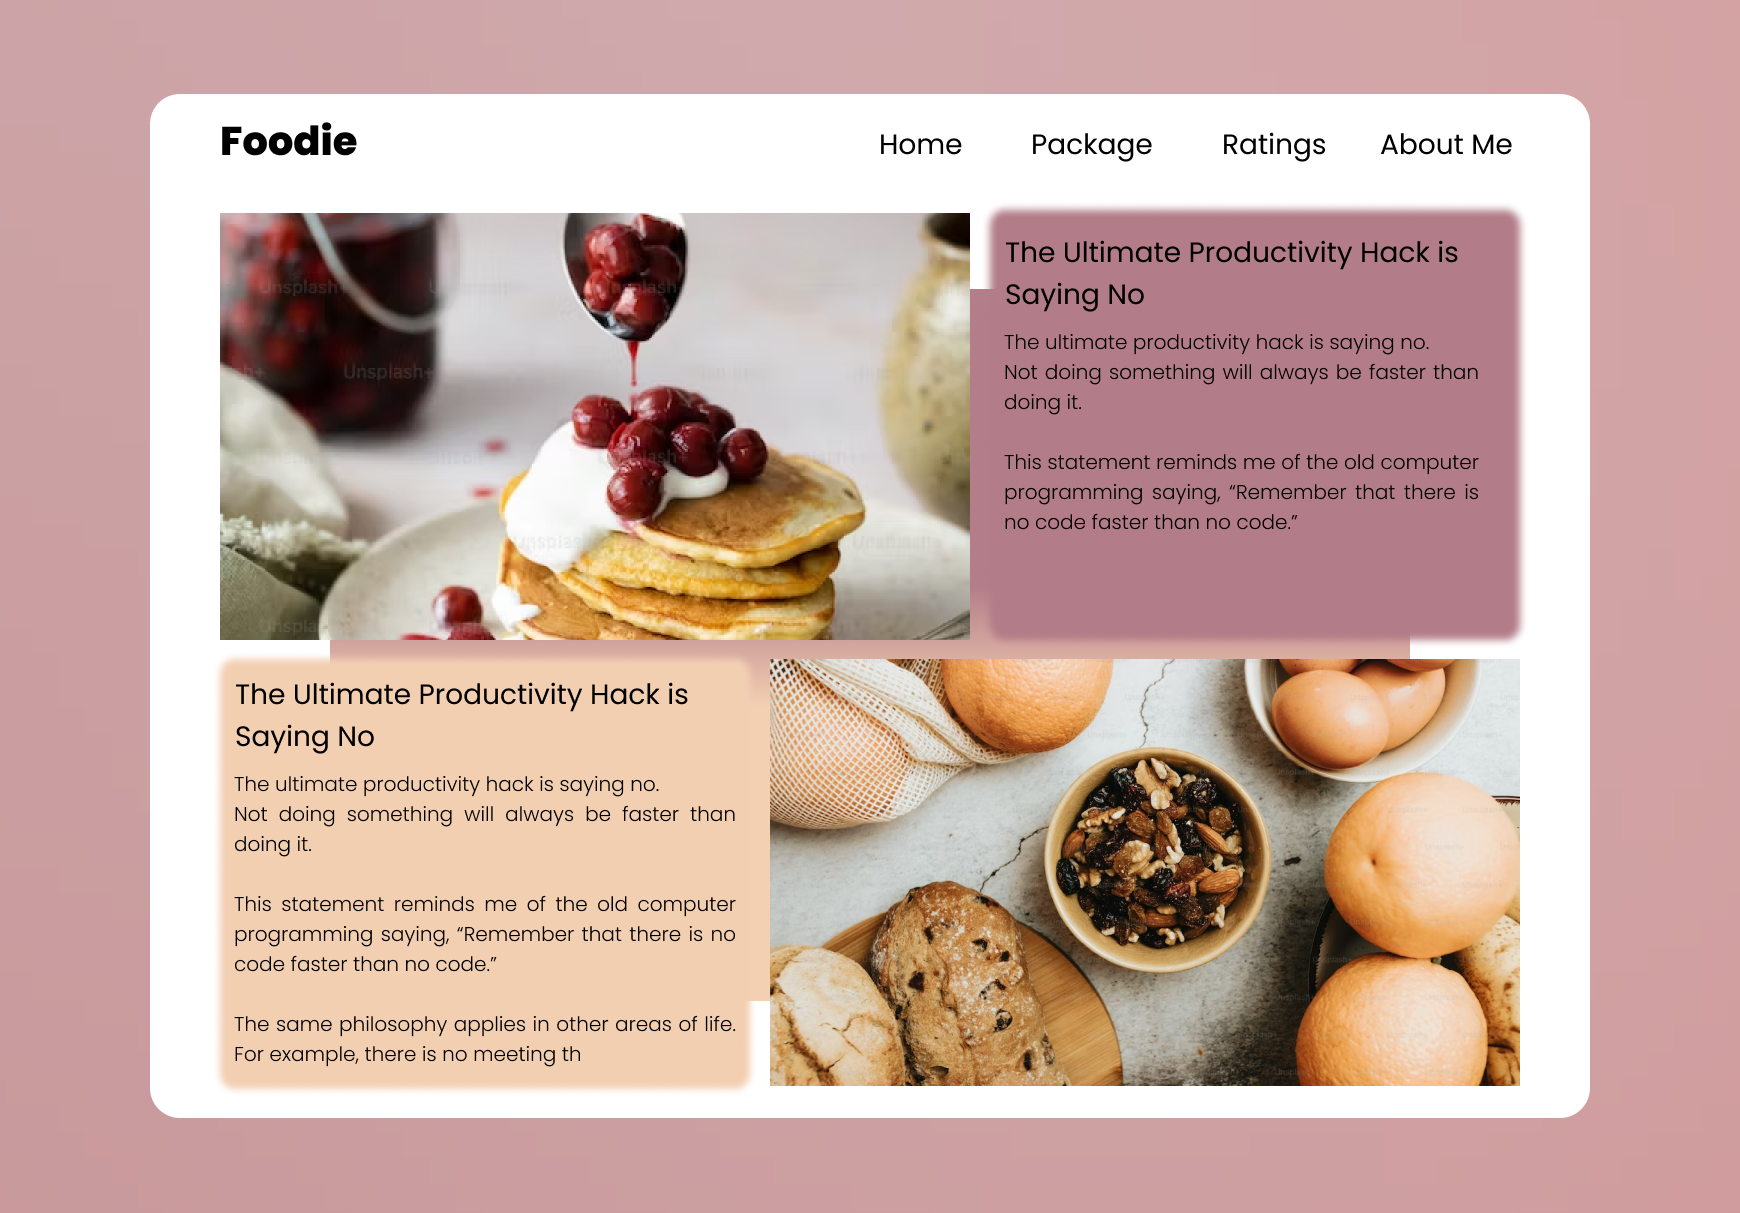 Foodie
Home Package Ratings About Me
The Ultimate Productivity Hack is
Saying No
The ultimate productivity hack is saying no.
Not doing something will always be faster than
doing it.
This statement reminds me of the old computer
programming saying, “Remember that there is
no code faster than no code.”
Unsplash+
Unsplash+
The Ultimate Productivity Hack is
Saying No
The ultimate productivity hack is saying no.
Not doing something will always be faster than
doing it.
This statement reminds me of the old computer
programming saying, “Remember that there is no
code faster than no code.”
The same philosophy applies in other areas of life.
For example, there is no meeting th